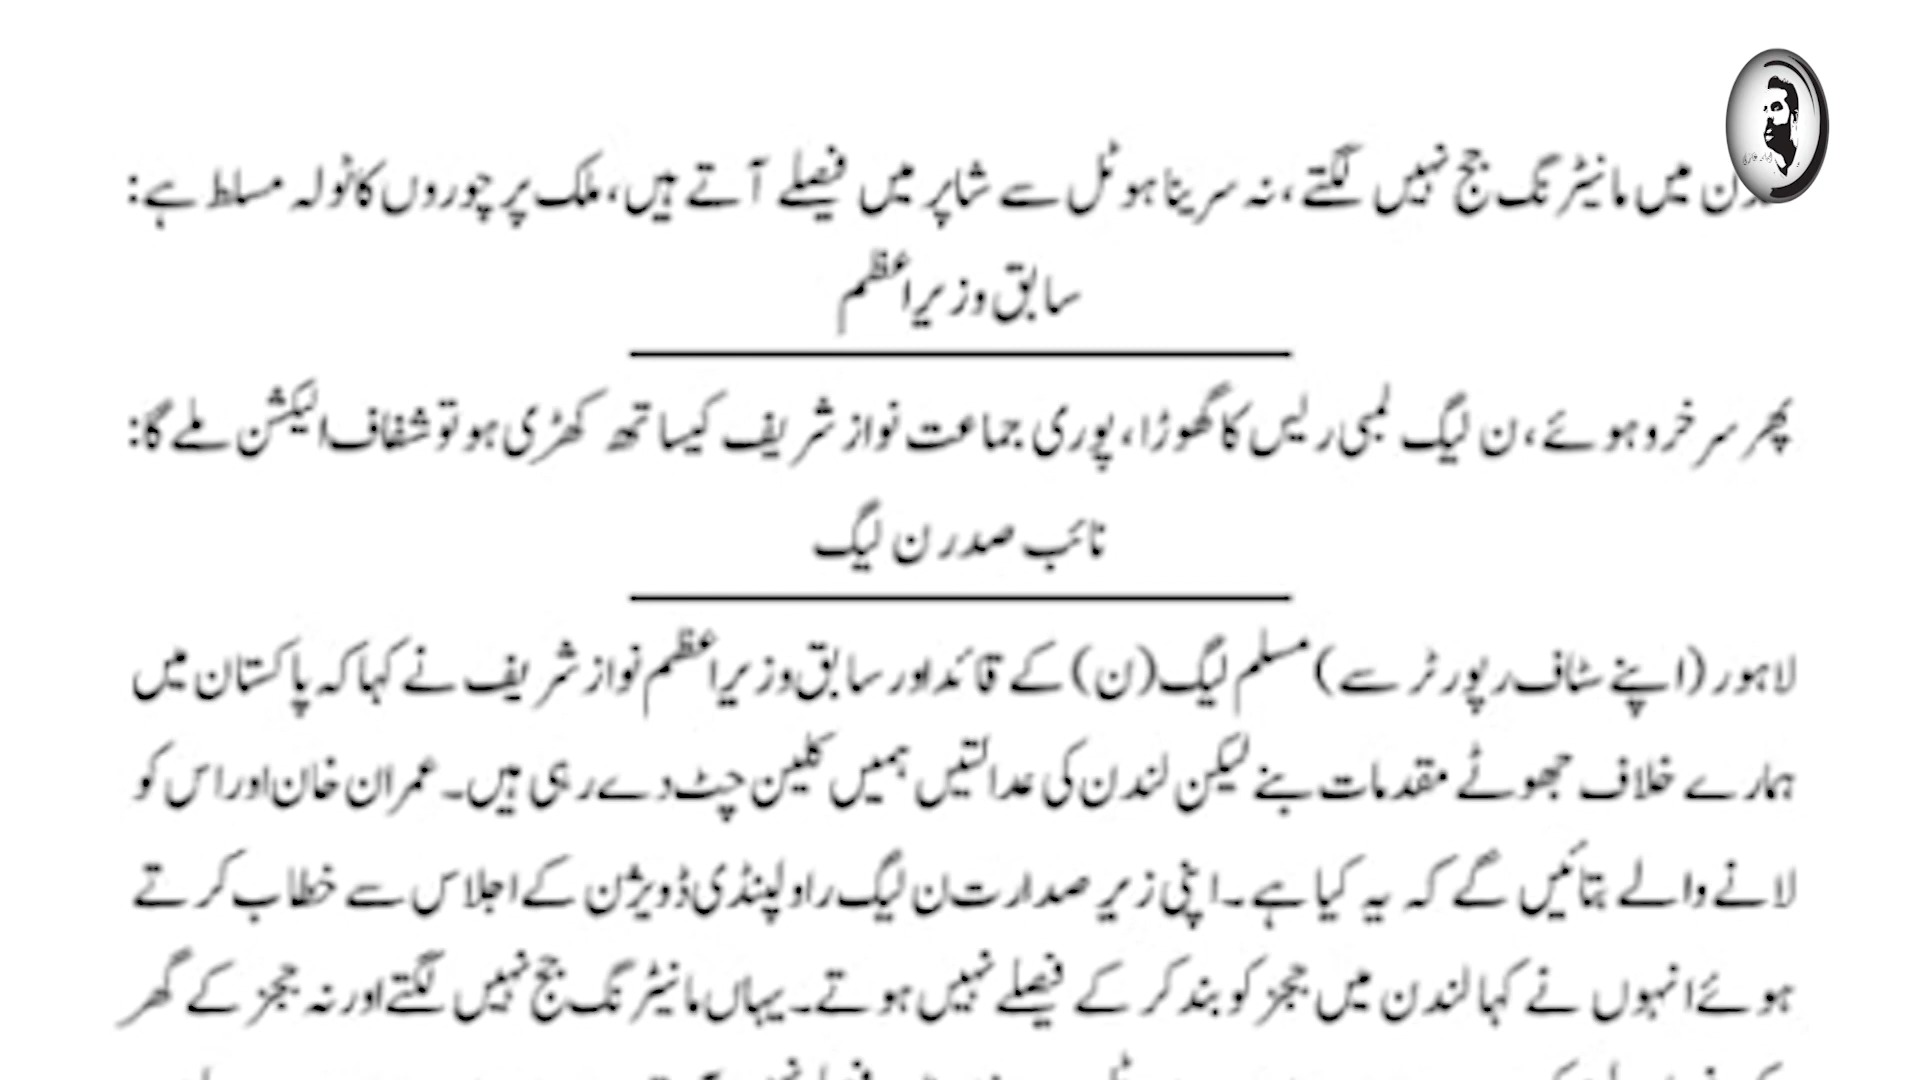 میں مانیٹرنگ جج نہیں لگتے، نہ سرینا ہوٹل سے شاپر میں فیصلے آتے ہیں، ملک پر چوروں کا ٹولہ مسلط ہے:
سابق وزیراعظم
پھر سرخرو ہوئے، ن لیگ لمبی ریس کا گھوڑا، پوری جماعت نواز شریف کیساتھ کھڑی ہو تو شفاف الیکشن ملے گا:
نائب صدر ن لیگ
لاہور (اپنے سٹاف رپورٹر سے) مسلم لیگ (ن) کے قائد اور سابق وزیراعظم نواز شریف نے کہا کہ پاکستان میں
ہمارے خلاف جھوٹے مقدمات بنے لیکن لندن کی عدالتیں ہمیں کلین چٹ دے رہی ہیں۔ عمران خان اور اس کو
لانے والے بتائیں گے کہ یہ کیا ہے۔ اپنی زیر صدارت ن لیگ راولپنڈی ڈویژن کے اجلاس سے خطاب کرتے
ہوئے انہوں نے کہا لندن میں ججز کو بند کر کے فیصلے نہیں ہوتے۔ یہاں مانیٹرنگ جج نہیں لگتے اور نہ ججز کے گھر